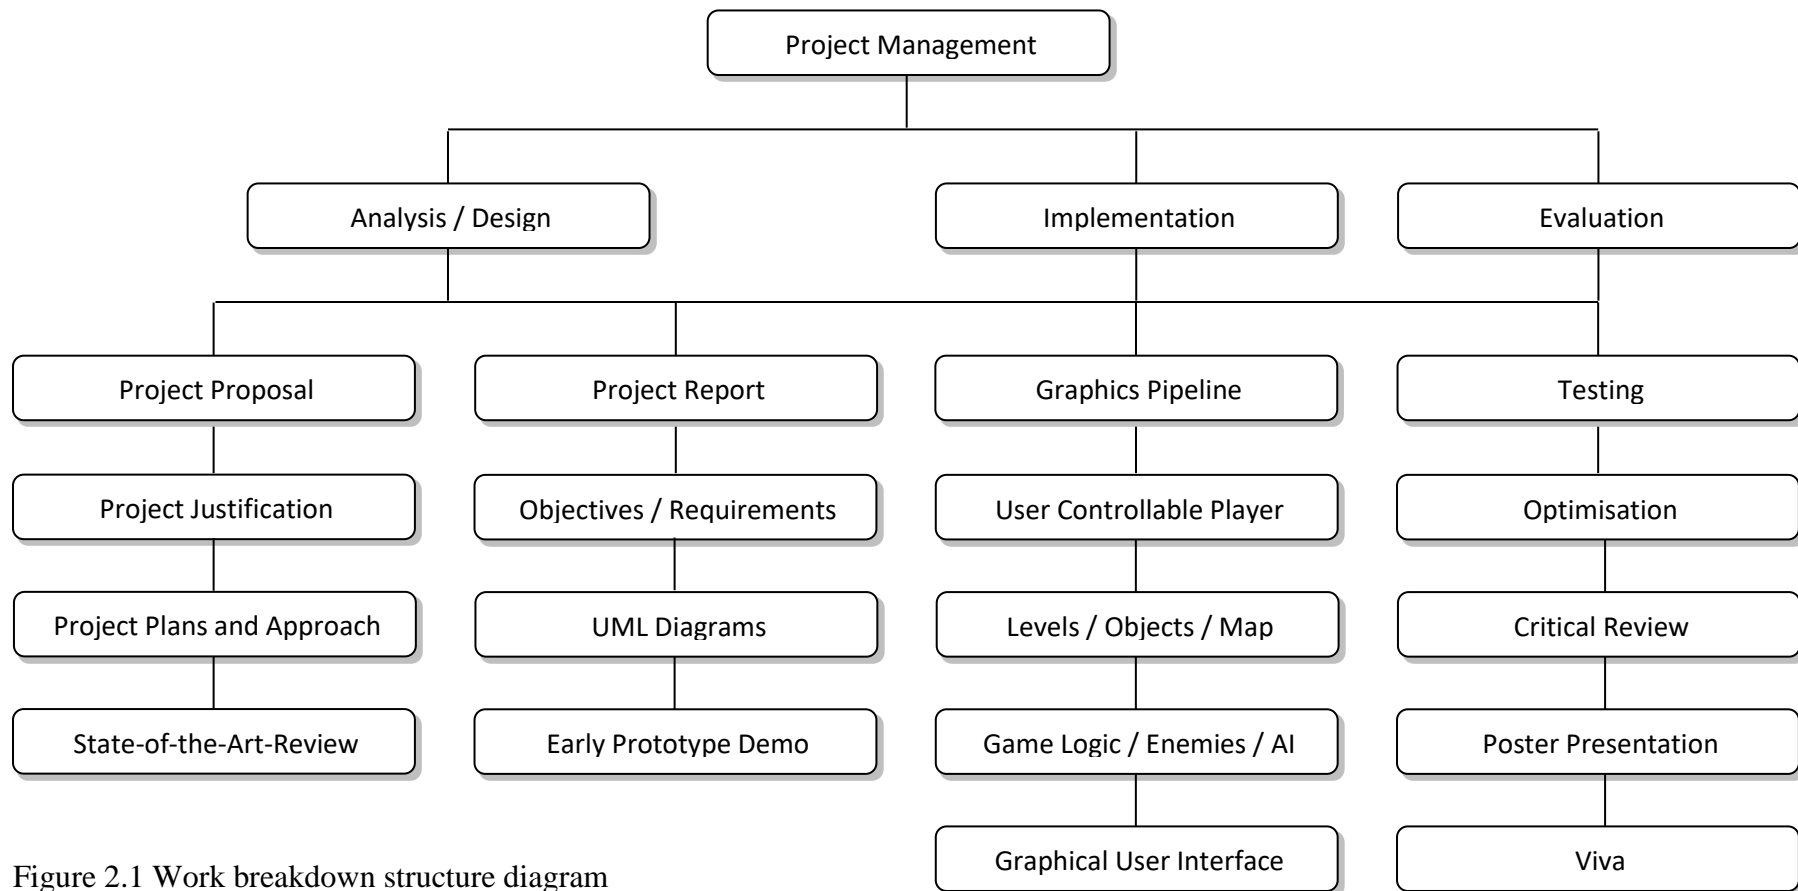 Project Management
Analysis / Design
Implementation
Evaluation
Project Proposal
Project Report
Graphics Pipeline
Testing
Project Justification
Objectives / Requirements
User Controllable Player
Optimisation
Project Plans and Approach
UML Diagrams
Levels / Objects / Map
Critical Review
State-of-the-Art-Review
Early Prototype Demo
Game Logic / Enemies / AI
Poster Presentation
Graphical User Interface
Viva
Figure 2.1 Work breakdown structure diagram